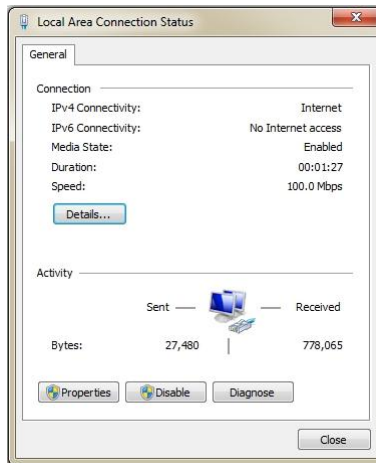 Local Area Connection Status
General
Connection
IPv4 Connectivity: Internet
IPv6 Connectivity: No Internet access
Media State: Enabled
Duration: 00:01:27
Speed: 100.0 Mbps
Details...
Activity
Sent Received
Bytes: 27,480 778,065
Properties Disable Diagnose
Close